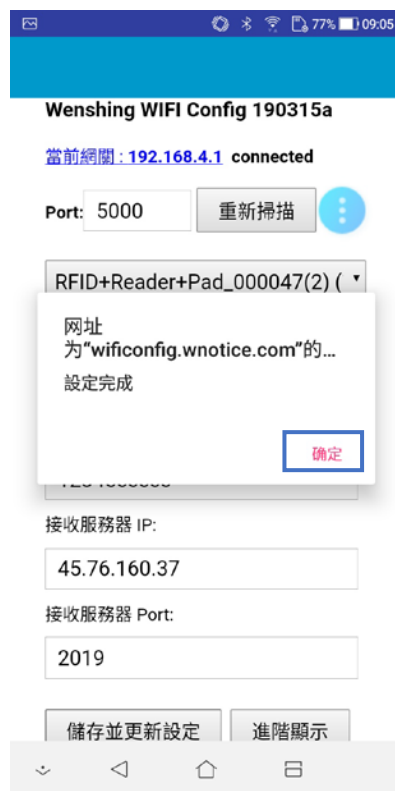 77% 09:05
Wenshing WIFI Config 190315a
當前網關 : 192.168.4.1 connected
Port: 5000 重新掃描
RFID+Reader+Pad_000047(2) (
网址
为“wificonfig.wnotice.com”的...
設定完成
确定
接收服務器 IP:
45.76.160.37
接收服務器 Port:
2019
儲存並更新設定 進階顯示